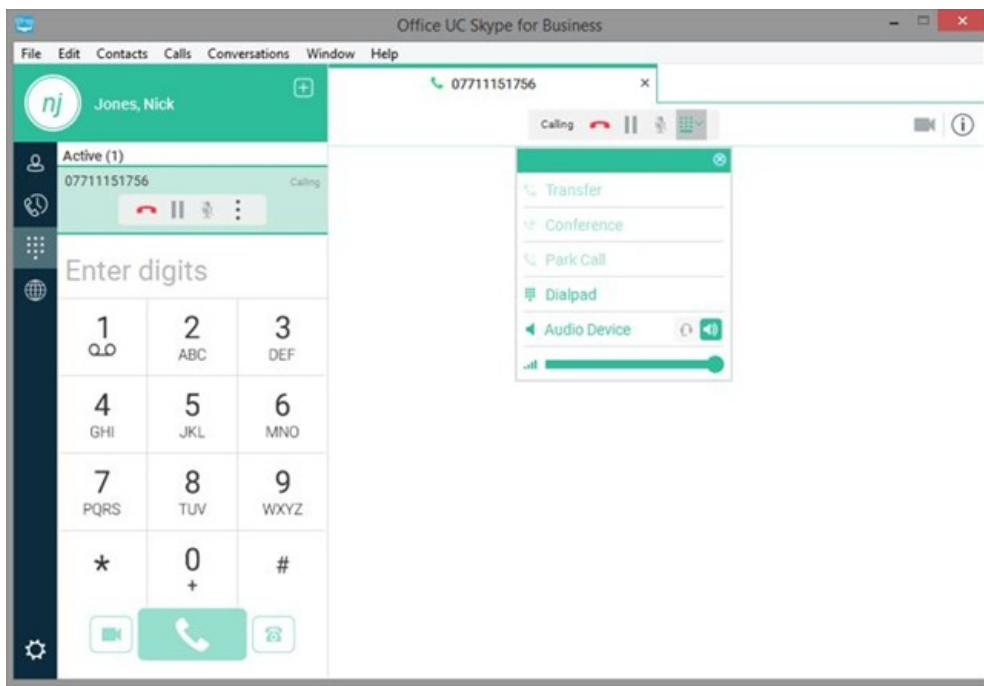 Office UC Skype for Business
File Edit Contacts Calls Conversations Window Help
nj Jones, Nick
07711151756
Calling
Active (1)
07711151756 Calling
Enter digits
1 2 3
ABC DEF
4 5 6
GHI JKL MNO
7 8 9
PQRS TUV WXYZ
* 0 #
+
Transfer
Conference
Park Call
Dialpad
Audio Device